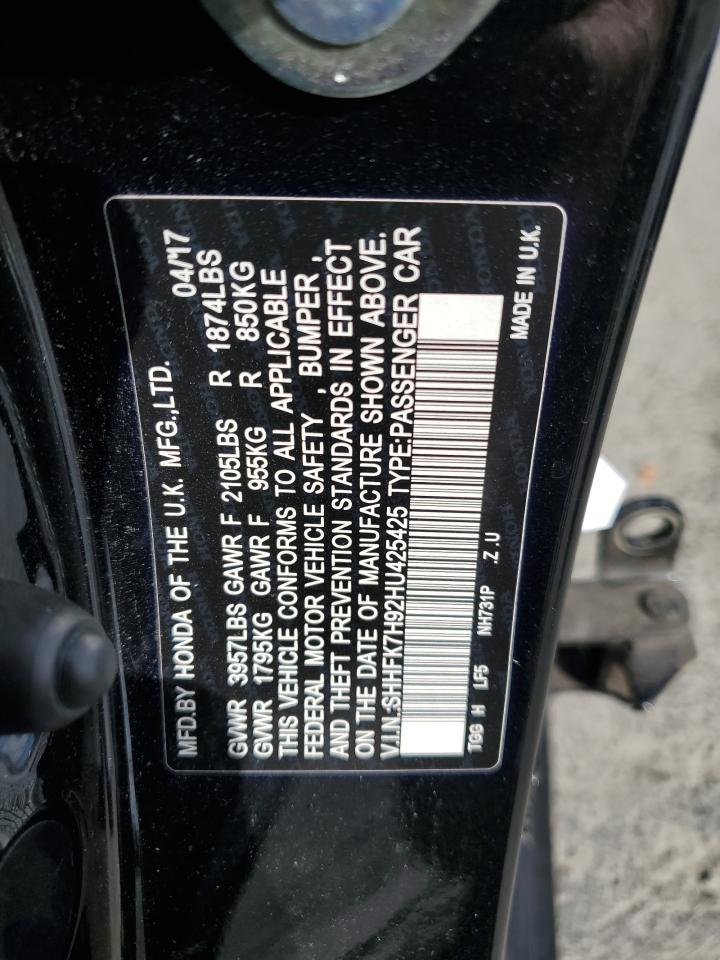 MFD.BY HONDA OF THE U.K. MFG.,LTD. 04/'17
GVWR 3957LBS GAWR F 2105LBS R 1874LBS
GVWR 1795KG GAWR F 955KG R 850KG
THIS VEHICLE CONFORMS TO ALL APPLICABLE
FEDERAL MOTOR VEHICLE SAFETY , BUMPER ,
AND THEFT PREVENTION STANDARDS IN EFFECT
ON THE DATE OF MANUFACTURE SHOWN ABOVE.
V.I.N.:SHHFK7H92HU425425 TYPE:PASSENGER CAR
TGG H LF5 NH731P .Z .U MADE IN U.K.